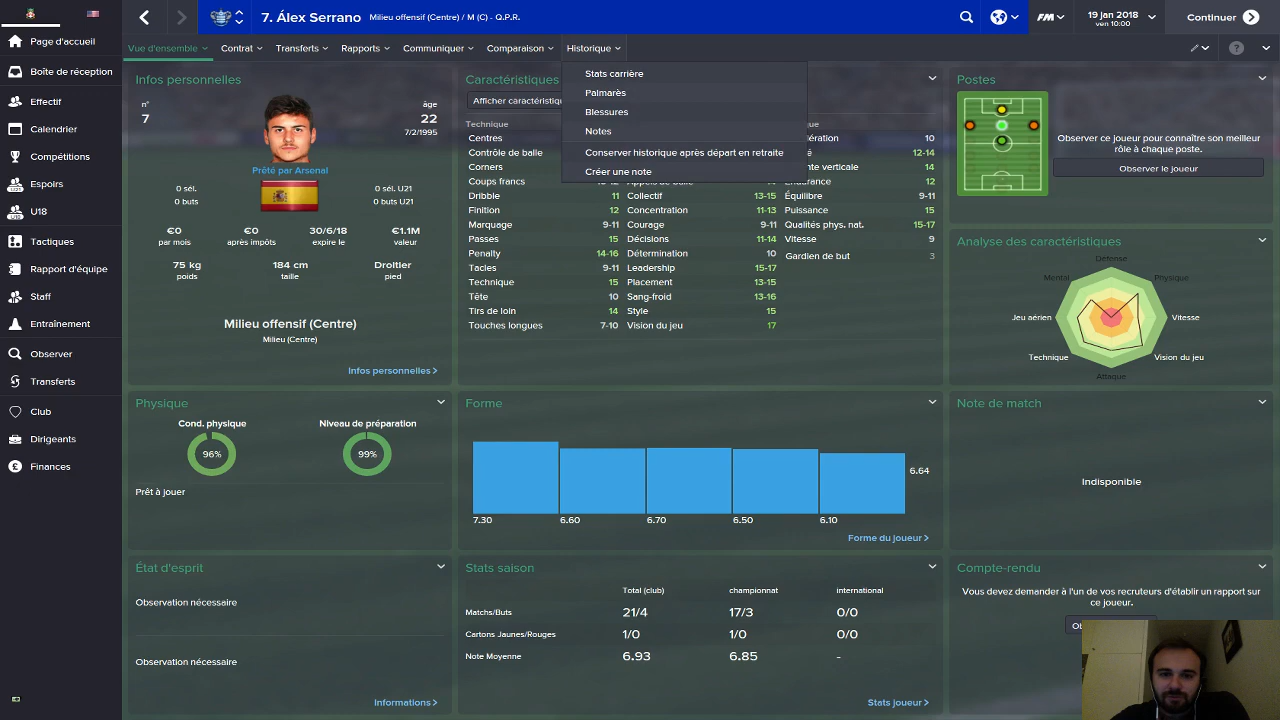 7. Álex Serrano
Milieu offensif (Centre) / M (C) - Q.P.R.
FM
19 jan 2018
ven 10:00
Continuer
Page d'accueil
Boîte de réception
Effectif
Calendrier
Compétitions
U21
Espoirs
U18
U18
Tactiques
Rapport d'équipe
Staff
Entraînement
Observer
Transferts
Club
Dirigeants
Finances
Vue d'ensemble
Contrat
Transferts
Rapports
Communiquer
Comparaison
Historique
?
Stats carrière
Palmarès
Blessures
Notes
Conserver historique après départ en retraite
Créer une note
Infos personnelles
n°
7
âge
22
7/2/1995
Prêté par Arsenal
0 sél.
0 buts
0 sél. U21
0 buts U21
€0
par mois
€0
après impôts
30/6/18
expire le
€1.1M
valeur
75 kg
poids
184 cm
taille
Droitier
pied
Milieu offensif (Centre)
Milieu (Centre)
Infos personnelles >
Caractéristiques
Afficher caractéristiqu
Technique
Centres
Contrôle de balle
Corners
Coups francs
Dribble 11
Finition 12
Marquage 9-11
Passes 15
Penalty 14-16
Tacles 9-11
Technique 15
Tête 10
Tirs de loin 14
Touches longues 7-10
Collectif 13-15
Concentration 11-13
Courage 9-11
Décisions 11-14
Détermination 10
Leadership 15-17
Placement 13-15
Sang-froid 13-16
Style 15
Vision du jeu 17
que
ération 10
12-14
nte verticale 14
12
Équilibre 9-11
Puissance 15
Qualités phys. nat. 15-17
Vitesse 9
Gardien de but 3
Postes
Observer ce joueur pour connaître son meilleur
rôle à chaque poste.
Observer le joueur
Analyse des caractéristiques
Défense
Mental
Physique
Jeu aérien
Vitesse
Technique
Vision du jeu
Attaque
Physique
Cond. physique
Niveau de préparation
96%
99%
Prêt à jouer
Forme
6.64
7.30
6.60
6.70
6.50
6.10
Forme du joueur >
Note de match
Indisponible
État d'esprit
Observation nécessaire
Observation nécessaire
Informations >
Stats saison
Total (club) championnat international
Matchs/Buts 21/4 17/3 0/0
Cartons Jaunes/Rouges 1/0 1/0 0/0
Note Moyenne 6.93 6.85 -
Stats joueur >
Compte-rendu
Vous devez demander à l'un de vos recruteurs d'établir un rapport sur
ce joueur.